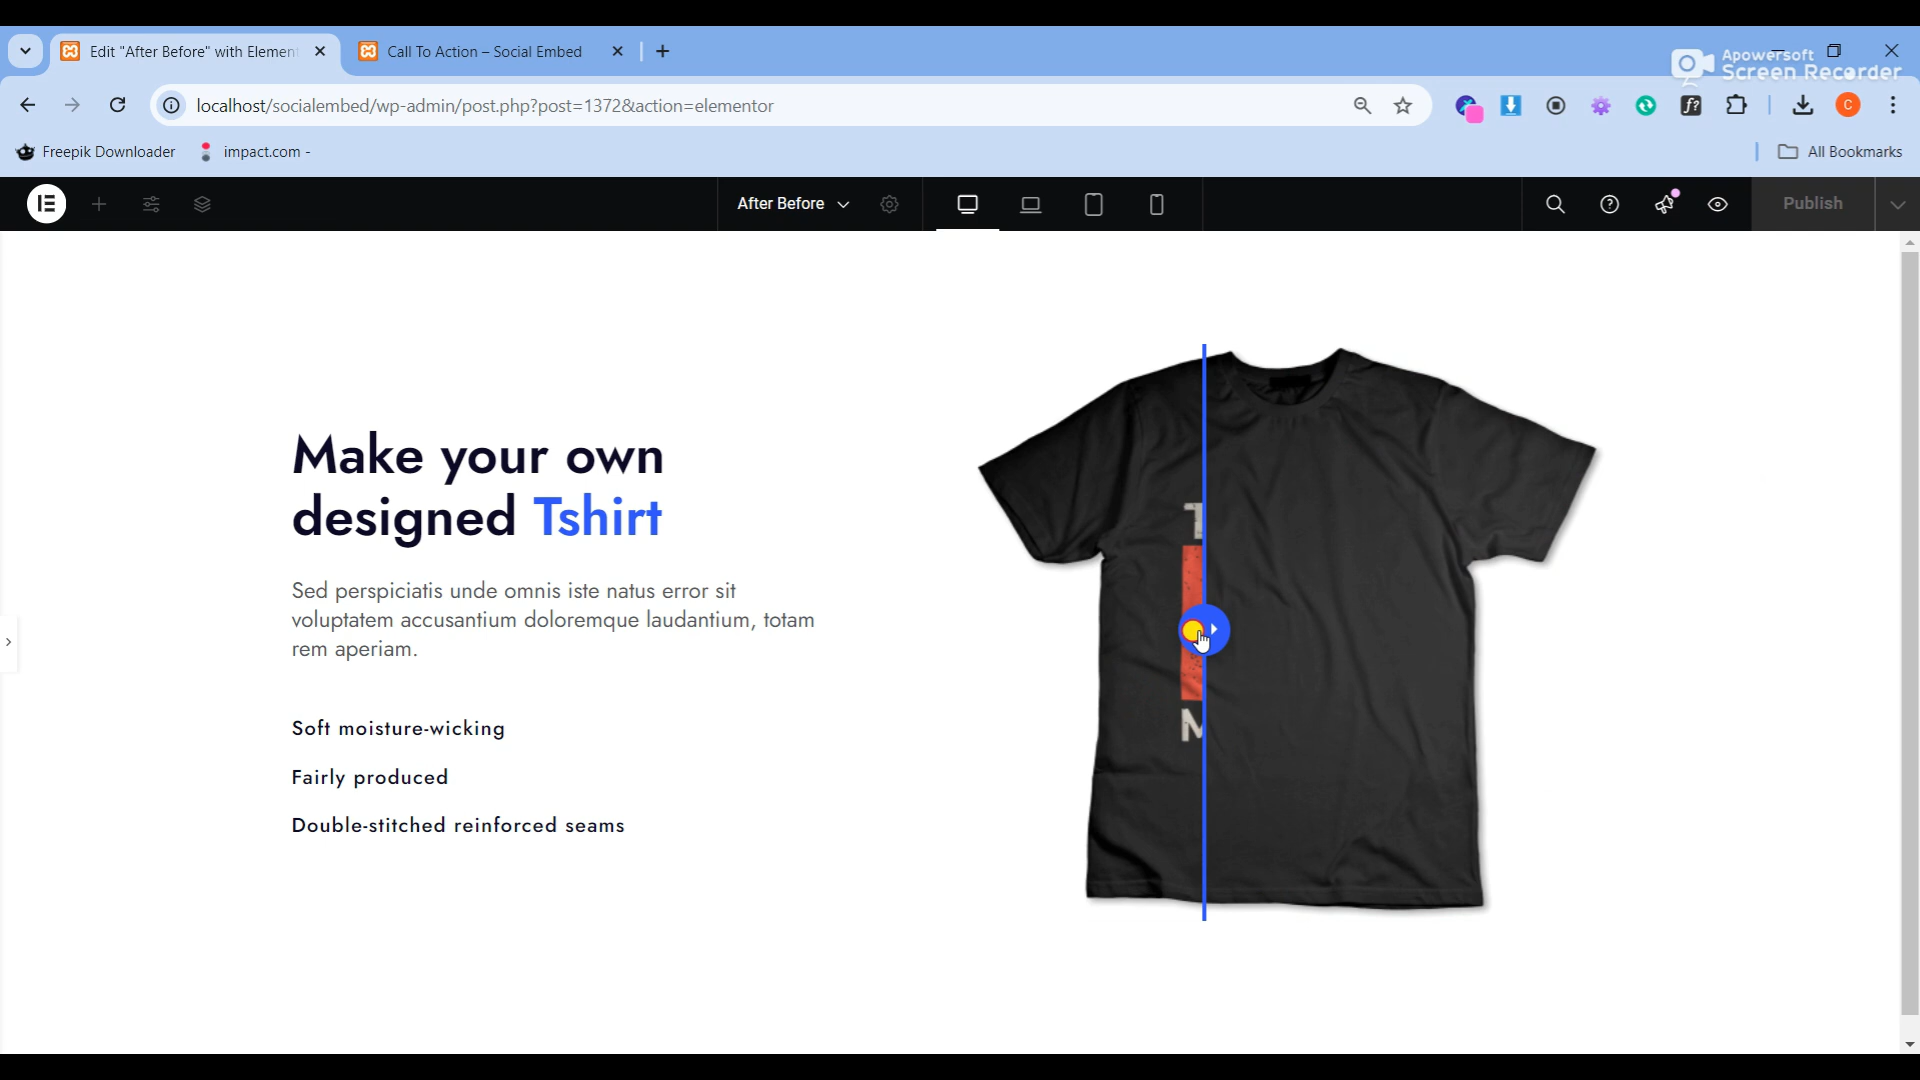 Edit "After Before" with Elemen
Call To Action – Social Embed
Apowersoft
Screen Recorder
localhost/socialembed/wp-admin/post.php?post=1372&action=elementor
f?
C
Freepik Downloader
impact.com -
All Bookmarks
After Before
Publish
Make your own
designed Tshirt
Sed perspiciatis unde omnis iste natus error sit
voluptatem accusantium doloremque laudantium, totam
rem aperiam.
Soft moisture-wicking
Fairly produced
Double-stitched reinforced seams
T
M